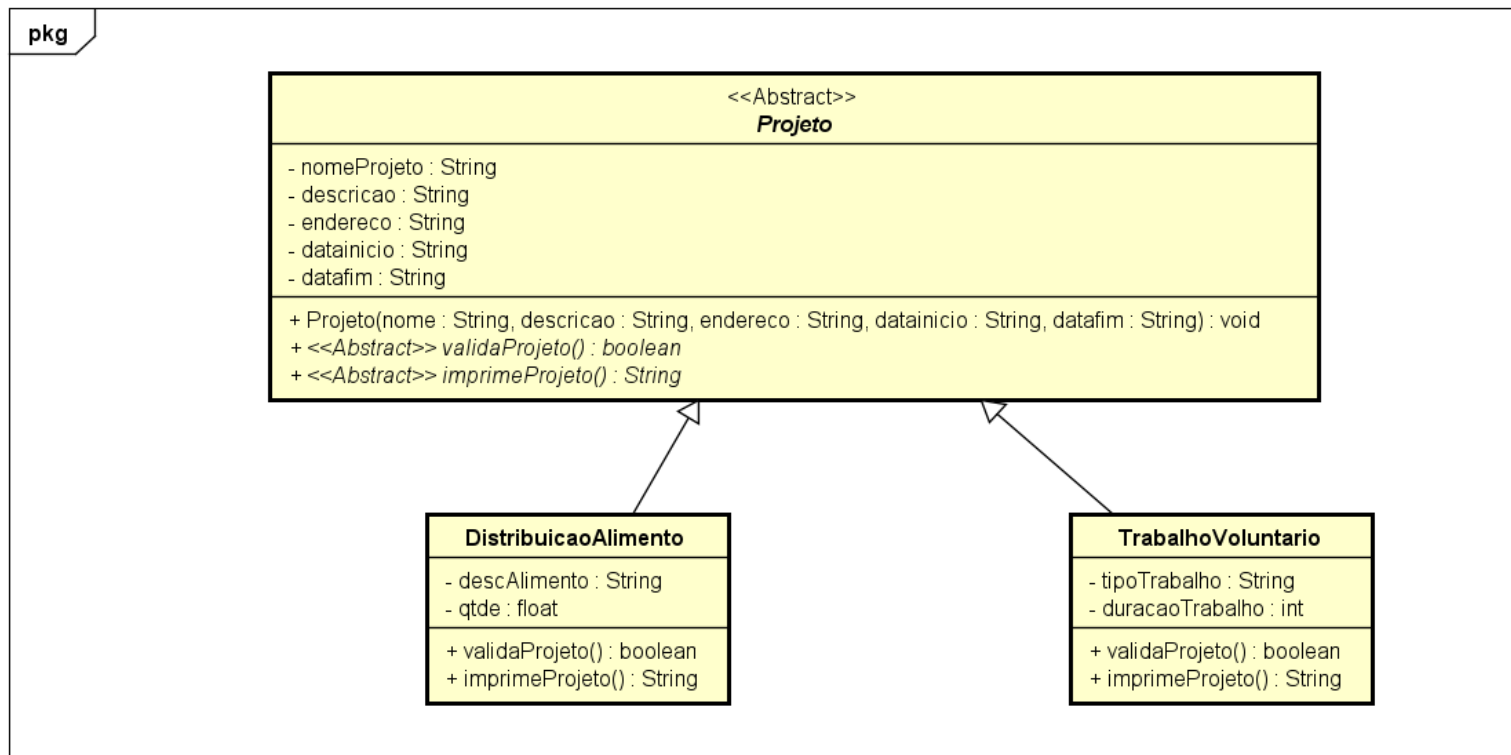 pkg
<<Abstract>>
Projeto
- nomeProjeto : String
- descricao : String
- endereco : String
- datainicio : String
- datafim : String
+ Projeto(nome : String, descricao : String, endereco : String, datainicio : String, datafim : String) : void
+ <<Abstract>> validaProjeto() : boolean
+ <<Abstract>> imprimeProjeto() : String
DistribuicaoAlimento
- descAlimento : String
- qtde : float
+ validaProjeto() : boolean
+ imprimeProjeto() : String
TrabalhoVoluntario
- tipoTrabalho : String
- duracaoTrabalho : int
+ validaProjeto() : boolean
+ imprimeProjeto() : String